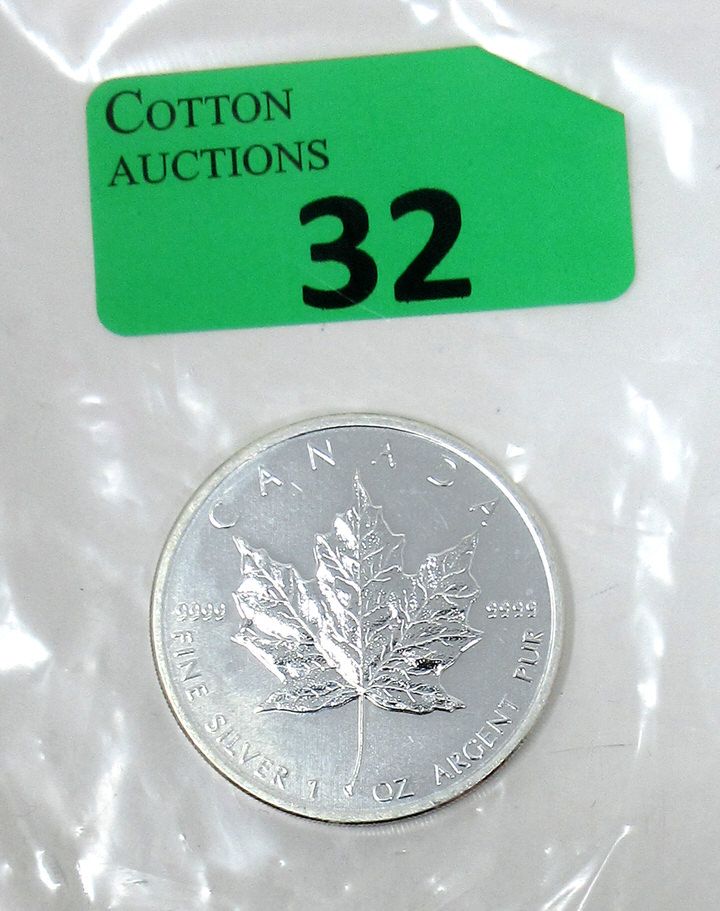 COTTON
AUCTIONS
32
CANADA
9999 9999
FINE SILVER 1 OZ ARGENT PUR